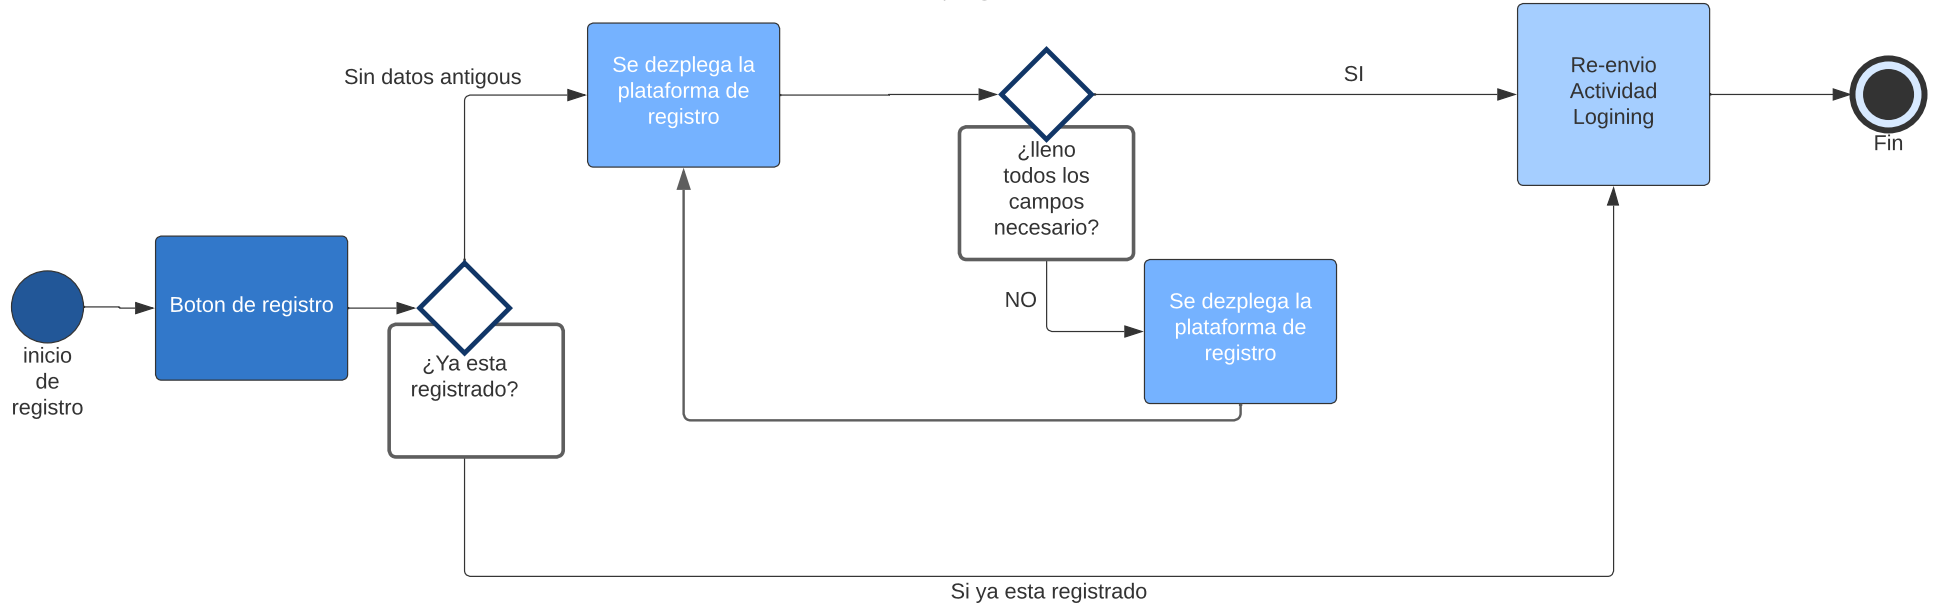 Sin datos antigous
Se dezplega la
plataforma de
registro
SI
Re-envio
Actividad
Logining
Fin
¿lleno
todos los
campos
necesario?
Boton de registro
inicio
de
registro
¿Ya esta
registrado?
NO
Se dezplega la
plataforma de
registro
Si ya esta registrado